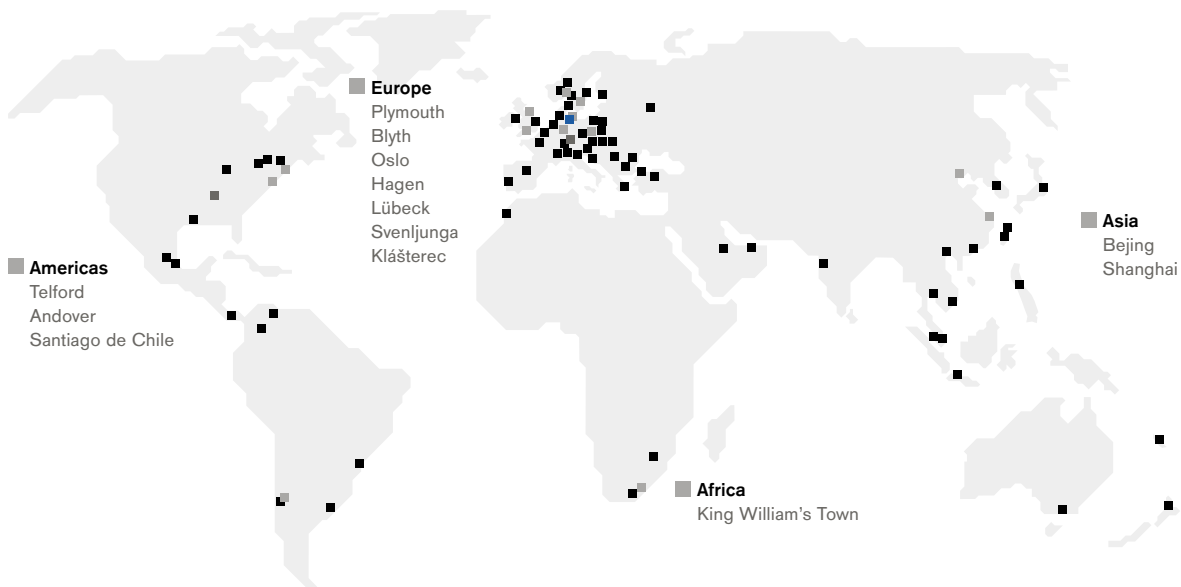 Europe
Plymouth
Blyth
Oslo
Hagen
Lübeck
Svenljunga
Klášterec
Americas
Telford
Andover
Santiago de Chile
Asia
Bejing
Shanghai
Africa
King William's Town